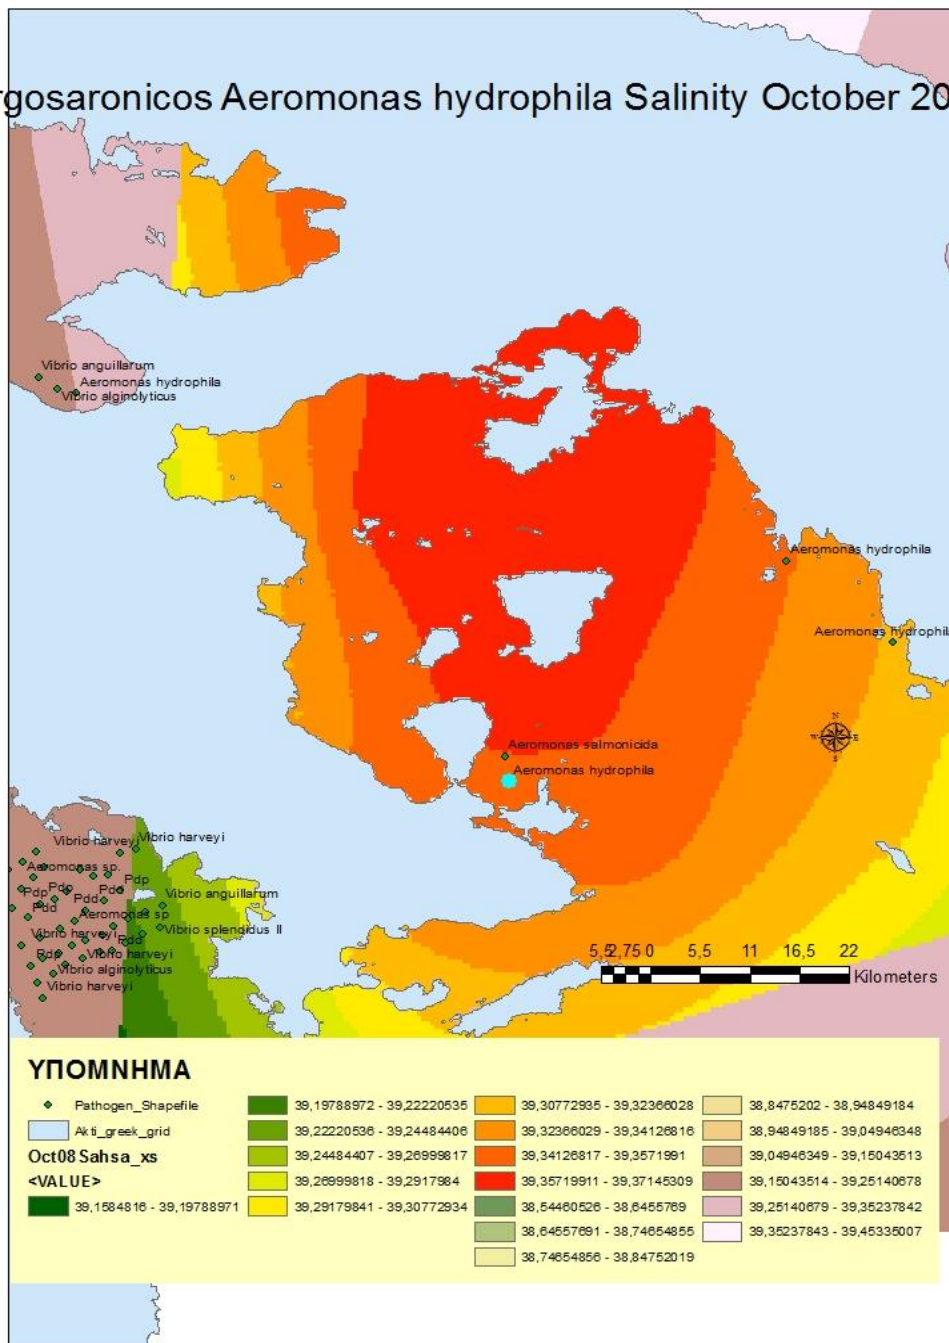 rgosaronicos Aeromonas hydrophila Salinity October 20
Vibrio anguillarum
Aeromonas hydrophila
Vibrio alginolyticus
Aeromonas hydrophila
Aeromonas hydrophila
N
W E
S
Aeromonas salmonicida
Aeromonas hydrophila
Vibrio harveyi
Vibrio harveyi
Aeromonas sp.
Pdp
Pdp
Pdp
Pdd
Pdd
Vibrio anguillarum
Pdd
Aeromonas sp
Vibrio splendidus II
Vibrio harveyi
Pdd
Pdp
Vibrio harveyi
Vibrio alginolyticus
Vibrio harveyi
5,5 2,75 0 5,5 11 16,5 22
Kilometers
ΥΠΟΜΝΗΜΑ
Pathogen_Shapefile
Akti_greek_grid
Oct08 Sahsa_xs
<VALUE>
39,1584816 - 39,19788971
39,19788972 - 39,22220535
39,22220536 - 39,24484406
39,24484407 - 39,26999817
39,26999818 - 39,2917984
39,29179841 - 39,30772934
39,30772935 - 39,32366028
39,32366029 - 39,34126816
39,34126817 - 39,3571991
39,35719911 - 39,37145309
38,54460526 - 38,6455769
38,64557691 - 38,74654855
38,74654856 - 38,84752019
38,8475202 - 38,94849184
38,94849185 - 39,04946348
39,04946349 - 39,15043513
39,15043514 - 39,25140678
39,25140679 - 39,35237842
39,35237843 - 39,45335007